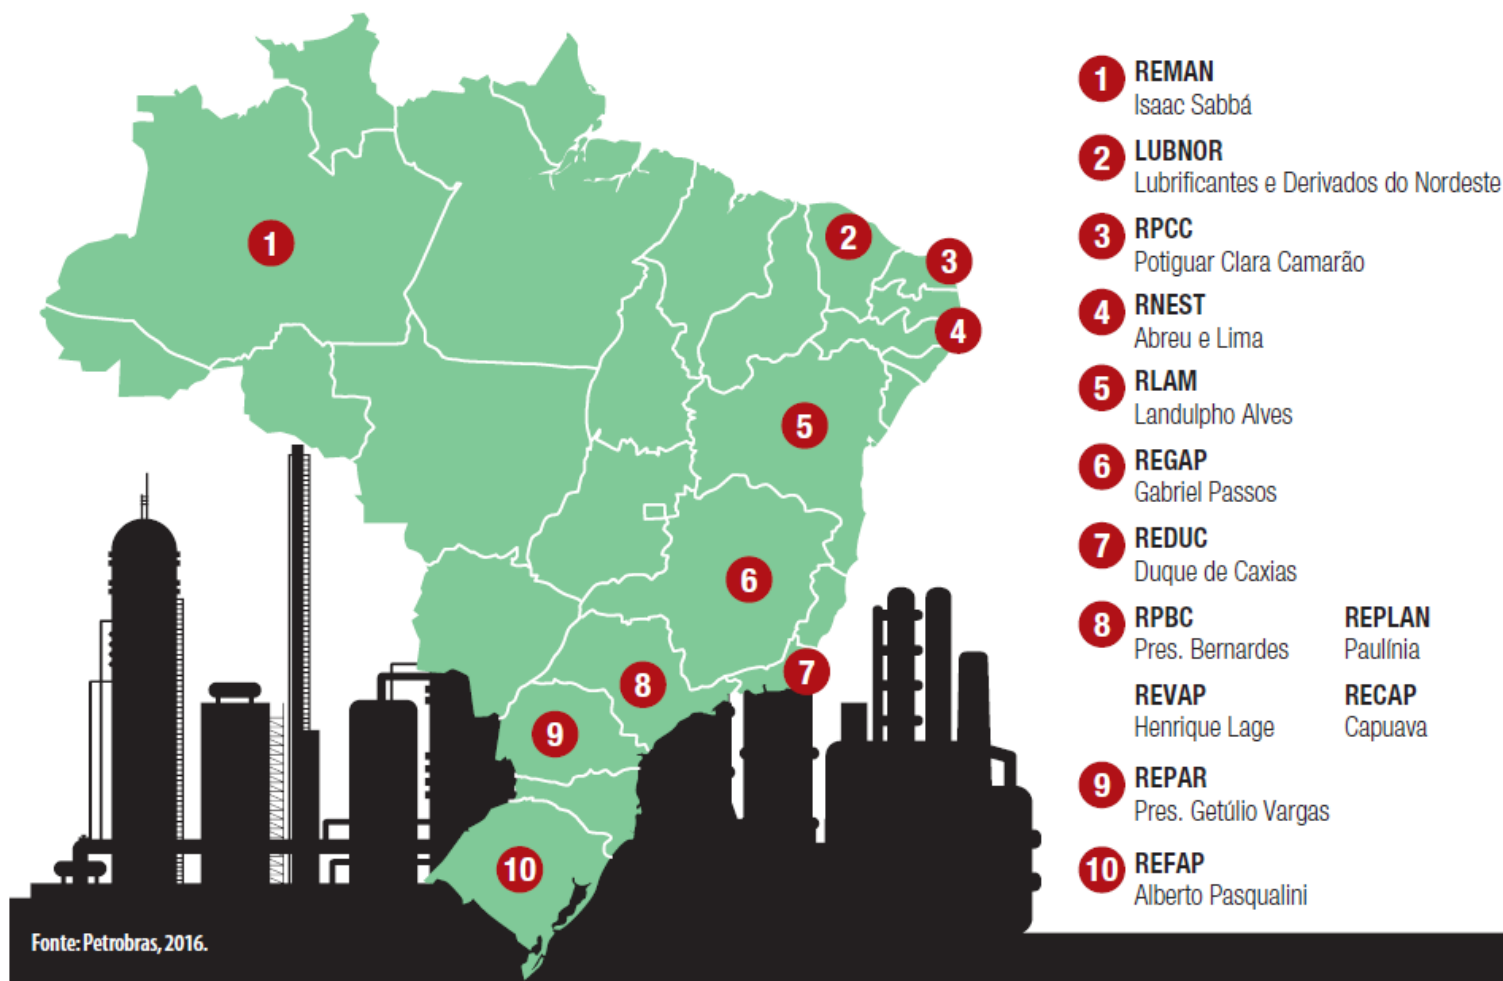 1
2
3
4
5
6
7
8
9
10
1 REMAN
Isaac Sabbá
2 LUBNOR
Lubrificantes e Derivados do Nordeste
3 RPCC
Potiguar Clara Camarão
4 RNEST
Abreu e Lima
5 RLAM
Landulpho Alves
6 REGAP
Gabriel Passos
7 REDUC
Duque de Caxias
8 RPBC
Pres. Bernardes
REPLAN
Paulínia
REVAP
Henrique Lage
RECAP
Capuava
9 REPAR
Pres. Getúlio Vargas
10 REFAP
Alberto Pasqualini
Fonte: Petrobras, 2016.